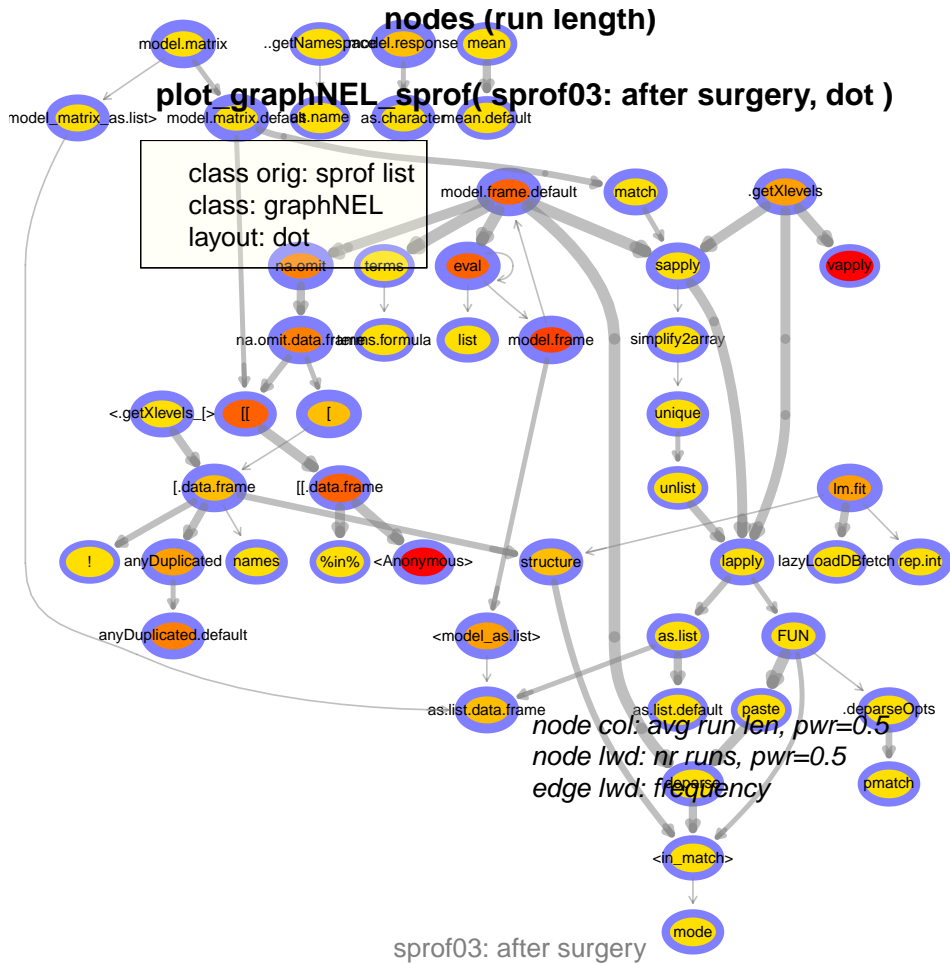 nodes (run length)
model.matrix
..getNamespace
model.response
mean
plot_graphNEL_sprof( sprof03: after surgery, dot )
model_matrix_as.list>
model.matrix.default
as.name
as.character
mean.default
class orig: sprof list
class: graphNEL
layout: dot
model.frame.default
match
.getXlevels
na.omit
terms
eval
sapply
vapply
na.omit.data.frame
terms.formula
list
model.frame
simplify2array
<.getXlevels_[>
[[
[
unique
[.data.frame
[[.data.frame
unlist
lm.fit
!
anyDuplicated
names
%in%
<Anonymous>
structure
lapply
lazyLoadDBfetch
rep.int
anyDuplicated.default
<model_as.list>
as.list
FUN
as.list.data.frame
as.list.default
paste
.deparseOpts
node col: avg run len, pwr=0.5
node lwd: nr runs, pwr=0.5
edge lwd: frequency
deparse
pmatch
<in_match>
mode
sprof03: after surgery